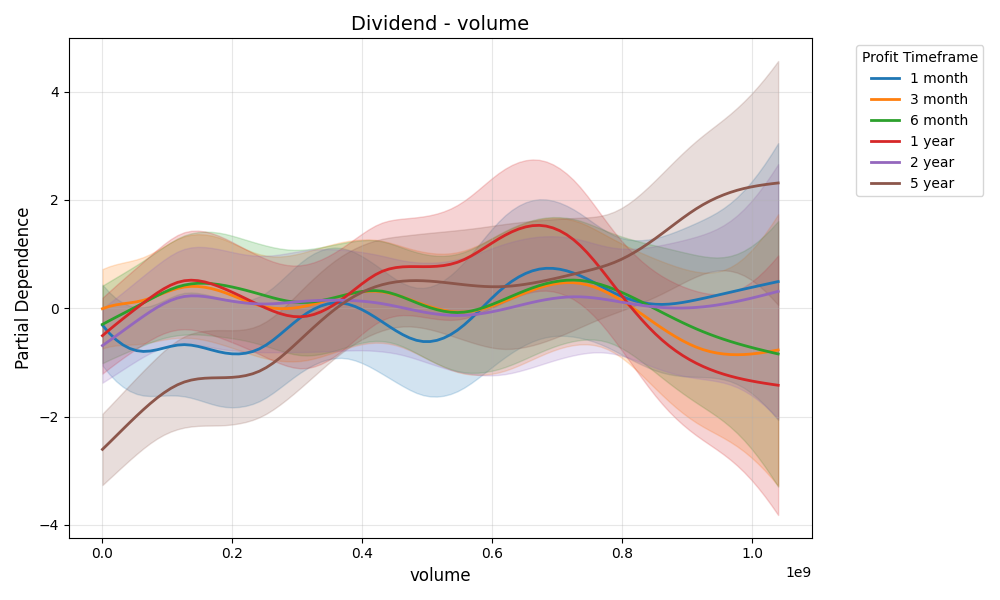 Dividend - volume
Profit Timeframe
1 month
3 month
6 month
1 year
2 year
5 year
Partial Dependence
4
2
0
−2
−4
0.0
0.2
0.4
0.6
0.8
1.0
1e9
volume